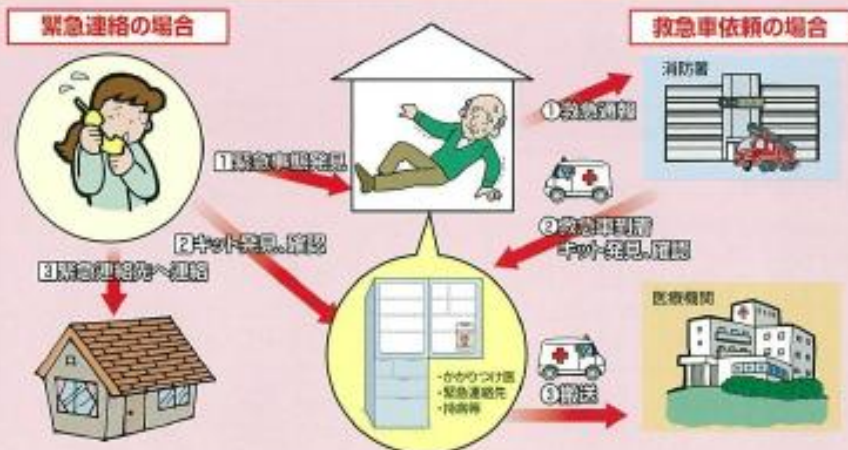 緊急連絡の場合
救急車依頼の場合
消防署
①救急通報
1緊急事態発見
2キット発見、確認
②救急車到着
キット発見、確認
3緊急連絡先へ連絡
医療機関
・かかりつけ医
・緊急連絡先
・持病等
③搬送